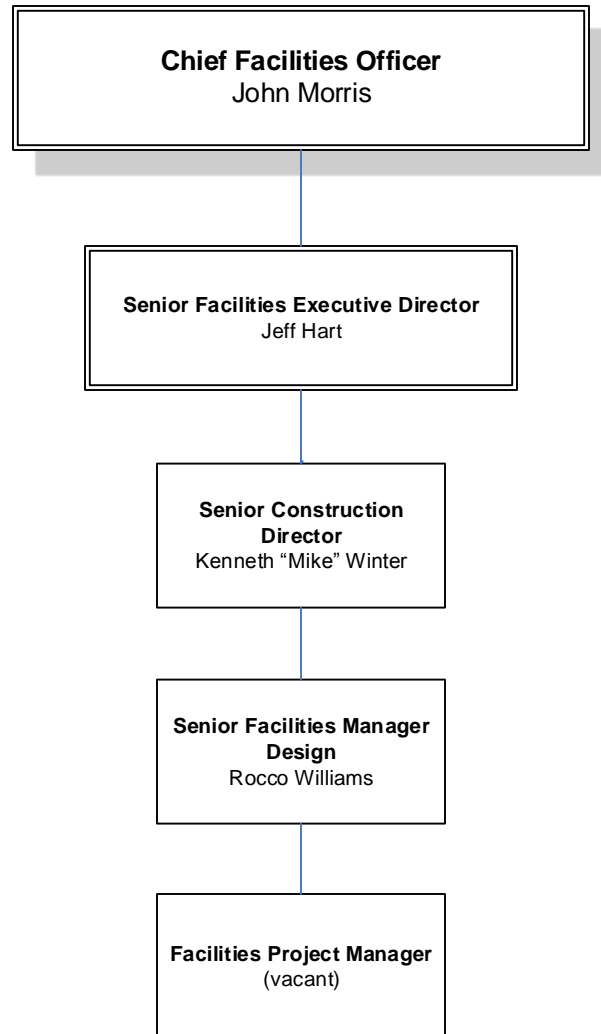 Chief Facilities Officer
John Morris
Senior Facilities Executive Director
Jeff Hart
Senior Construction
Director
Kenneth “Mike” Winter
Senior Facilities Manager
Design
Rocco Williams
Facilities Project Manager
(vacant)